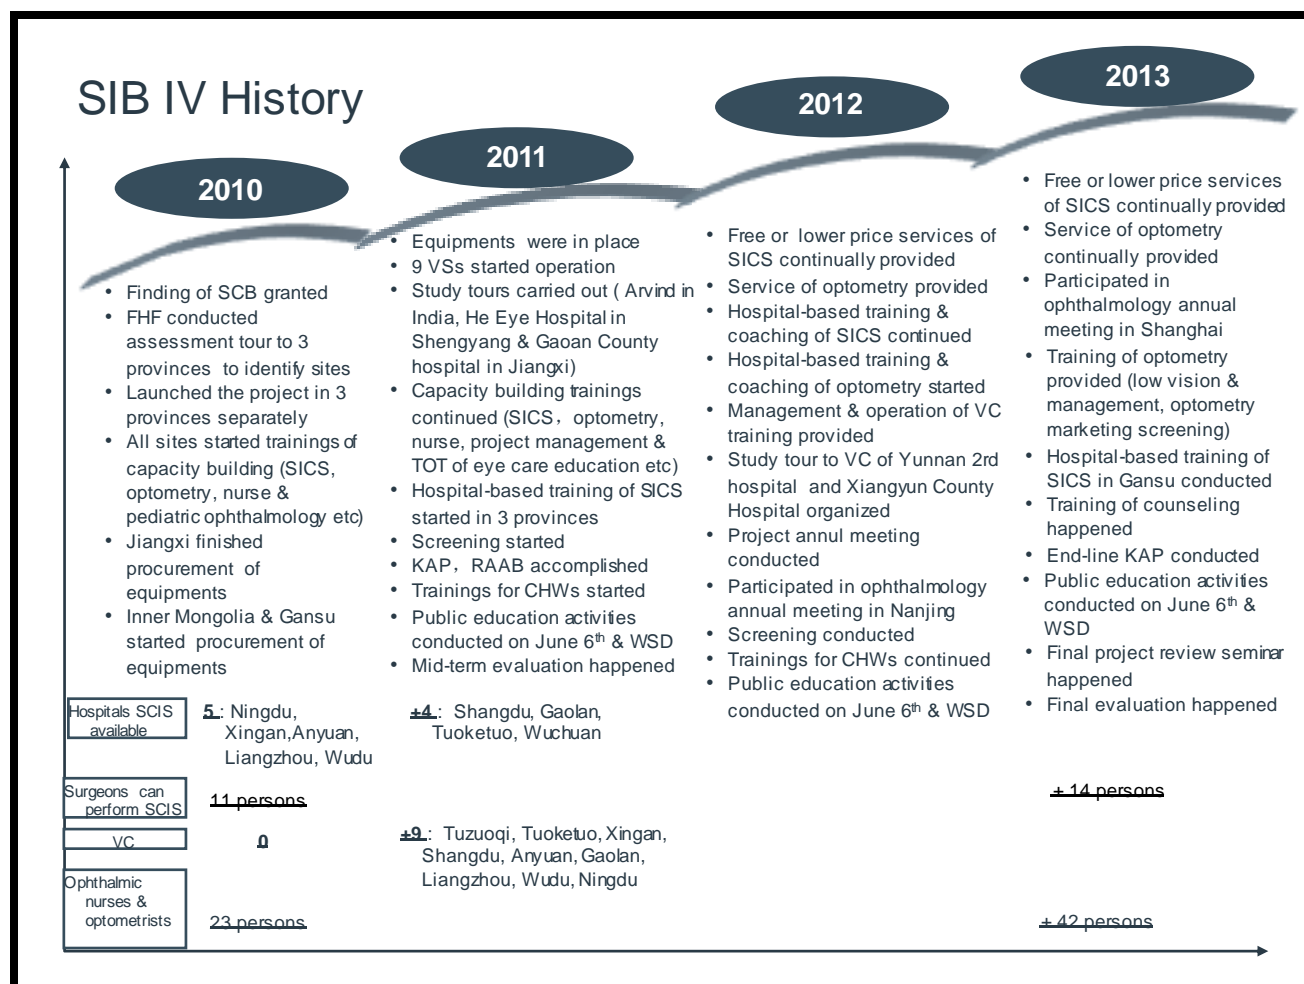 SIB IV History
2010
Finding of SCB granted
FHF conducted
assessment tour to 3
provinces to identify sites
Launched the project in 3
provinces separately
All sites started trainings of
capacity building (SICS,
optometry, nurse &
pediatric ophthalmology etc)
Jiangxi finished
procurement of
equipments
Inner Mongolia & Gansu
started procurement of
equipments
2011
Equipments were in place
9 VSs started operation
Study tours carried out ( Arvind in
India, He Eye Hospital in
Shengyang & Gaoan County
hospital in Jiangxi)
Capacity building trainings
continued (SICS，optometry,
nurse, project management &
TOT of eye care education etc)
Hospital-based training of SICS
started in 3 provinces
Screening started
KAP，RAAB accomplished
Trainings for CHWs started
Public education activities
conducted on June 6th & WSD
Mid-term evaluation happened
2012
Free or lower price services of
SICS continually provided
Service of optometry provided
Hospital-based training &
coaching of SICS continued
Hospital-based training &
coaching of optometry started
Management & operation of VC
training provided
Study tour to VC of Yunnan 2rd
hospital and Xiangyun County
Hospital organized
Project annul meeting
conducted
Participated in ophthalmology
annual meeting in Nanjing
Screening conducted
Trainings for CHWs continued
Public education activities
conducted on June 6th & WSD
2013
Free or lower price services
of SICS continually provided
Service of optometry
continually provided
Participated in
ophthalmology annual
meeting in Shanghai
Training of optometry
provided (low vision &
management, optometry
marketing screening)
Hospital-based training of
SICS in Gansu conducted
Training of counseling
happened
End-line KAP conducted
Public education activities
conducted on June 6th &
WSD
Final project review seminar
happened
Final evaluation happened
Hospitals SCIS
available
5 : Ningdu,
Xingan,Anyuan,
Liangzhou, Wudu
+4 : Shangdu, Gaolan,
Tuoketuo, Wuchuan
Surgeons can
perform SCIS
11 persons
+ 14 persons
VC
0
+9 : Tuzuoqi, Tuoketuo, Xingan,
Shangdu, Anyuan, Gaolan,
Liangzhou, Wudu, Ningdu
Ophthalmic
nurses &
optometrists
23 persons
+ 42 persons